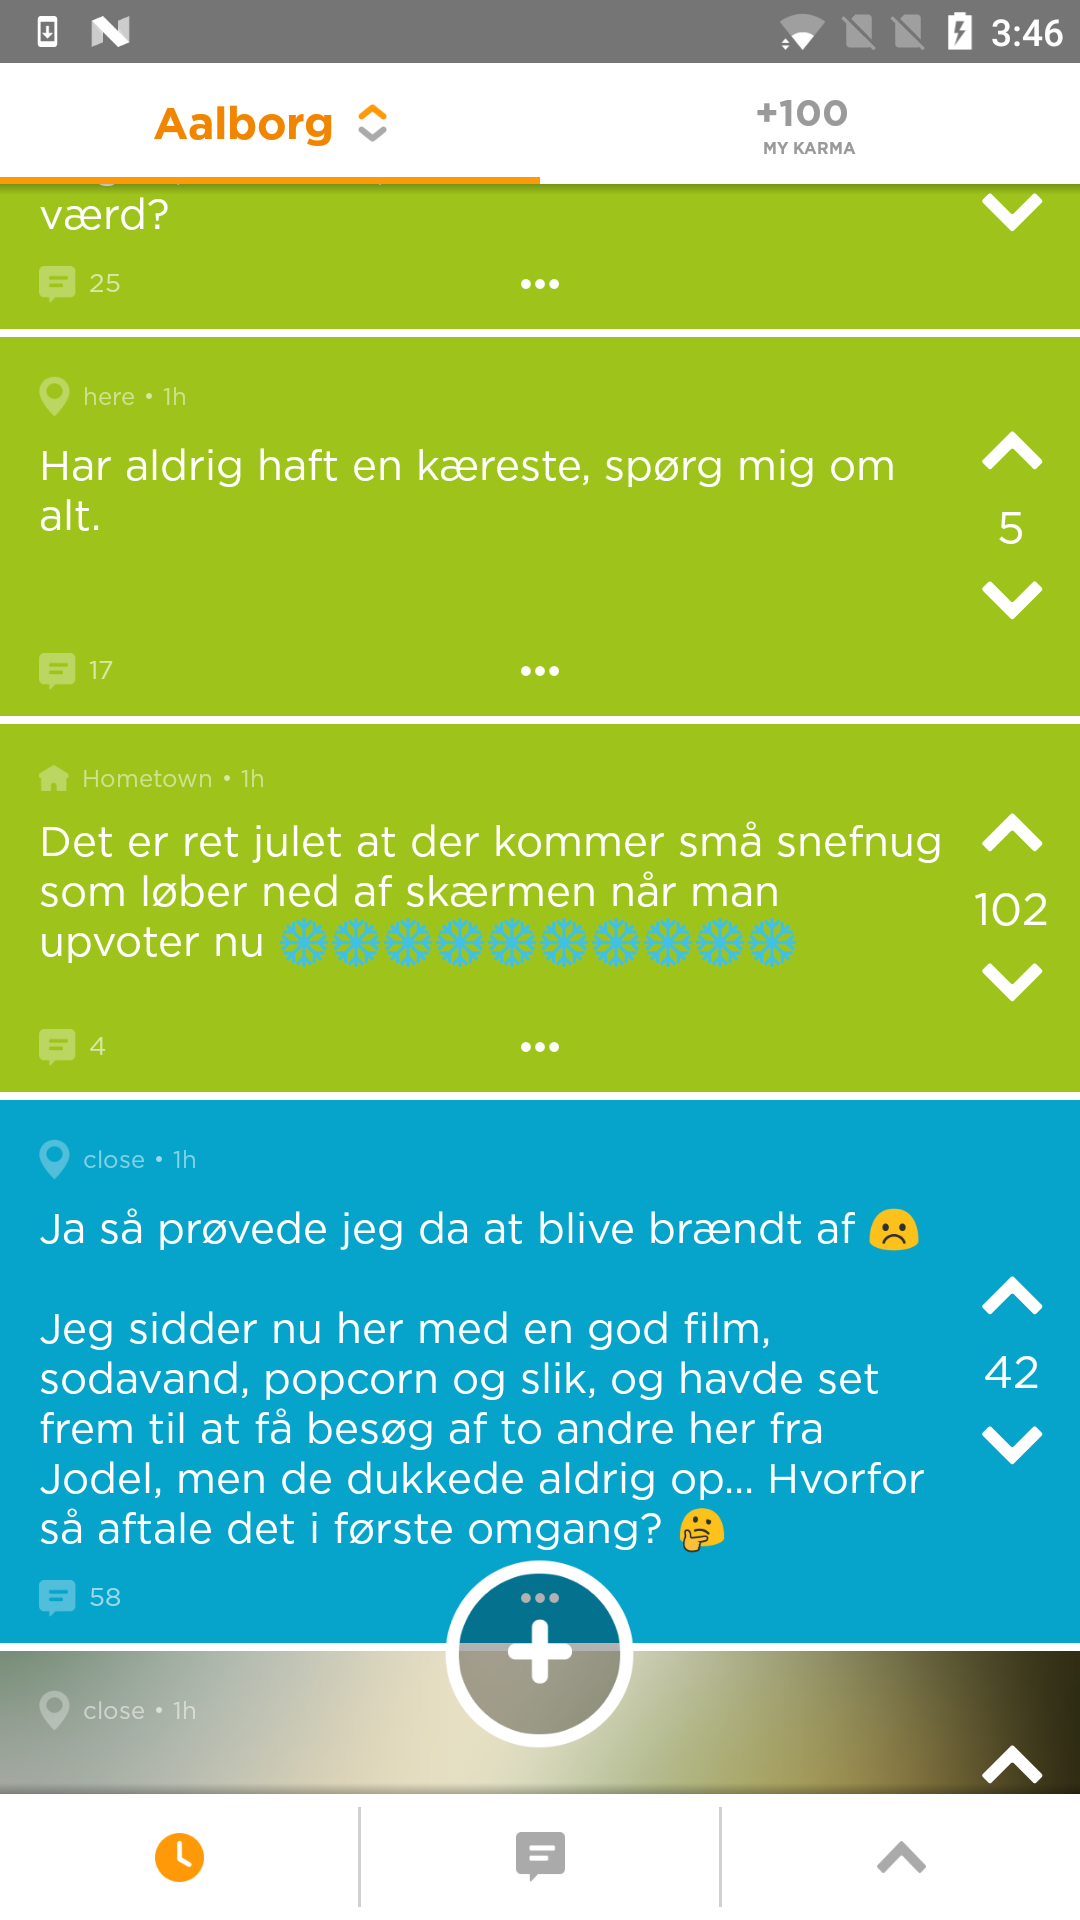 3:46
Aalborg
+100
MY KARMA
værd?
25
here • 1h
Har aldrig haft en kæreste, spørg mig om
alt.
5
17
Hometown • 1h
Det er ret julet at der kommer små snefnug
som løber ned af skærmen når man
upvoter nu ❄❄❄❄❄❄❄❄❄❄
102
4
close • 1h
Ja så prøvede jeg da at blive brændt af ☹️
Jeg sidder nu her med en god film,
sodavand, popcorn og slik, og havde set
frem til at få besøg af to andre her fra
Jodel, men de dukkede aldrig op... Hvorfor
så aftale det i første omgang? 🤔
42
58
close • 1h